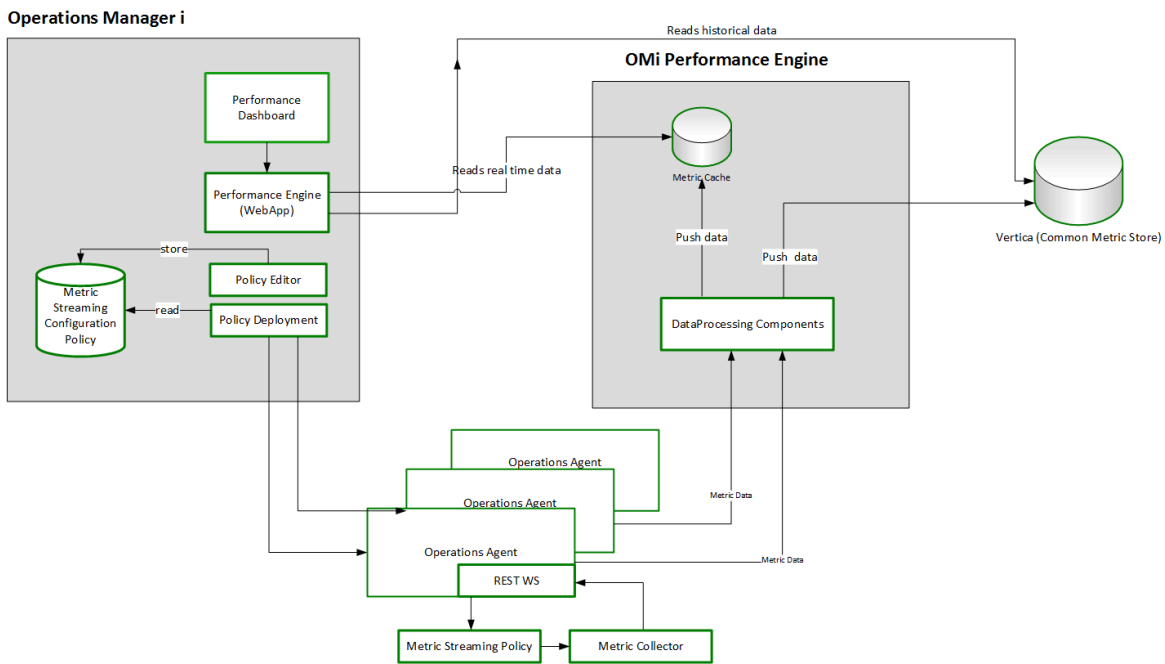 Operations Manager i
Reads historical data
OMi Performance Engine
Performance
Dashboard
Reads real time data
Metric Cache
Performance Engine
(WebApp)
Vertica (Common Metric Store)
Push data
store
Push  data
Policy Editor
Metric
Streaming
Configuration
Policy
read
Policy Deployment
DataProcessing Components
Operations Agent
Metric Data
Operations Agent
Operations Agent
Metric Data
REST WS
Metric Streaming Policy
Metric Collector